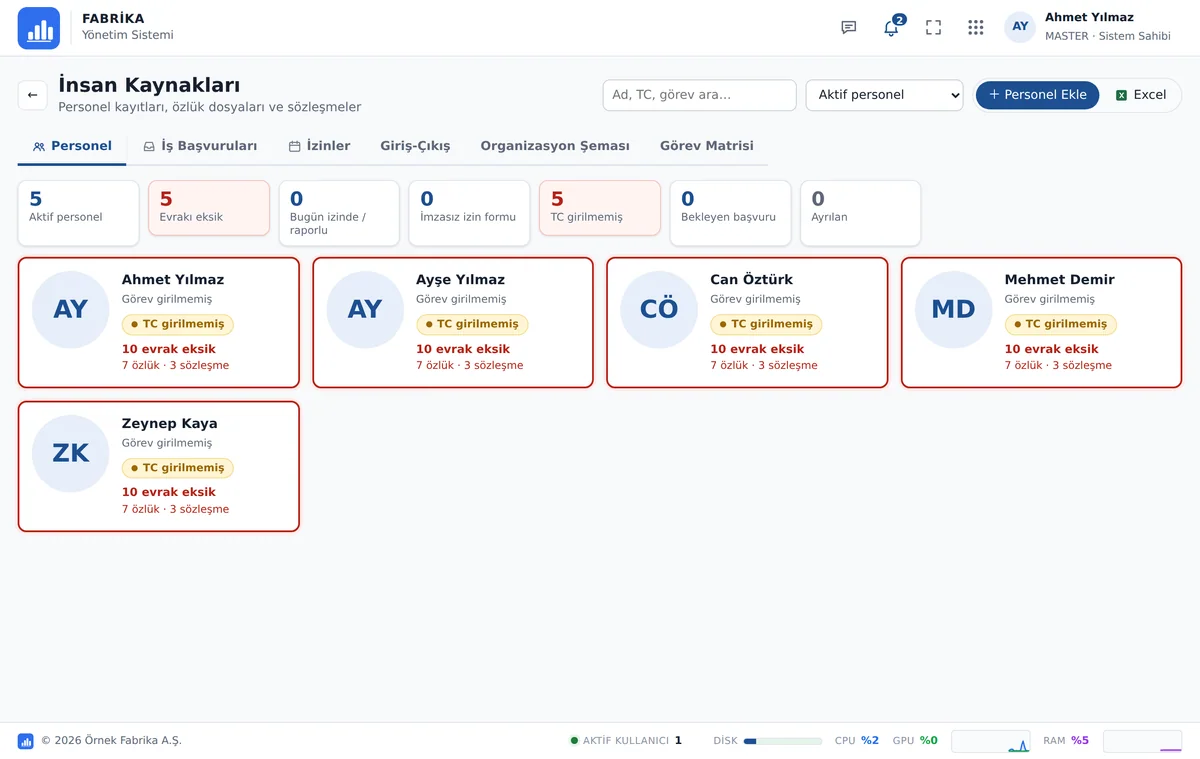 FABRİKA
Yönetim Sistemi
2
AY
Ahmet Yılmaz
MASTER · Sistem Sahibi
←
İnsan Kaynakları
Personel kayıtları, özlük dosyaları ve sözleşmeler
Ad, TC, görev ara...
Aktif personel
+ Personel Ekle
X Excel
Personel
İş Başvuruları
İzinler
Giriş-Çıkış
Organizasyon Şeması
Görev Matrisi
5
Aktif personel
5
Evrakı eksik
0
Bugün izinde /
raporlu
0
İmzasız izin formu
5
TC girilmemiş
0
Bekleyen başvuru
0
Ayrılan
AY
Ahmet Yılmaz
Görev girilmemiş
TC girilmemiş
10 evrak eksik
7 özlük · 3 sözleşme
AY
Ayşe Yılmaz
Görev girilmemiş
TC girilmemiş
10 evrak eksik
7 özlük · 3 sözleşme
CÖ
Can Öztürk
Görev girilmemiş
TC girilmemiş
10 evrak eksik
7 özlük · 3 sözleşme
MD
Mehmet Demir
Görev girilmemiş
TC girilmemiş
10 evrak eksik
7 özlük · 3 sözleşme
ZK
Zeynep Kaya
Görev girilmemiş
TC girilmemiş
10 evrak eksik
7 özlük · 3 sözleşme
© 2026 Örnek Fabrika A.Ş.
AKTİF KULLANICI 1
DİSK
CPU %2
GPU %0
RAM %5